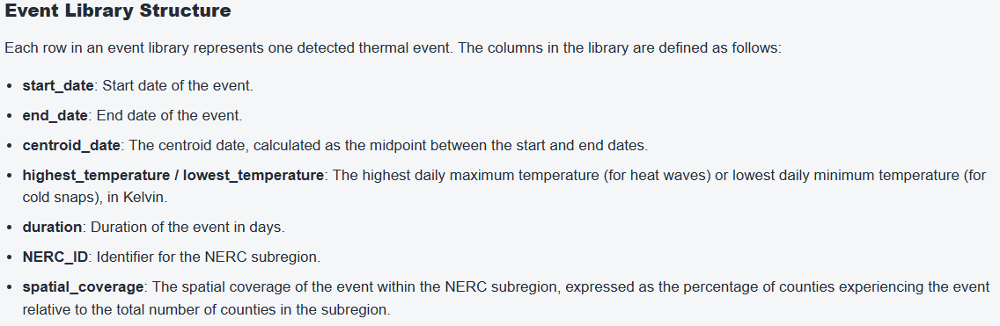 Event Library Structure
Each row in an event library represents one detected thermal event. The columns in the library are defined as follows:
• start_date: Start date of the event.
• end_date: End date of the event.
• centroid_date: The centroid date, calculated as the midpoint between the start and end dates.
• highest_temperature / lowest_temperature: The highest daily maximum temperature (for heat waves) or lowest daily minimum temperature (for
cold snaps), in Kelvin.
• duration: Duration of the event in days.
• NERC_ID: Identifier for the NERC subregion.
• spatial_coverage: The spatial coverage of the event within the NERC subregion, expressed as the percentage of counties experiencing the event
relative to the total number of counties in the subregion.